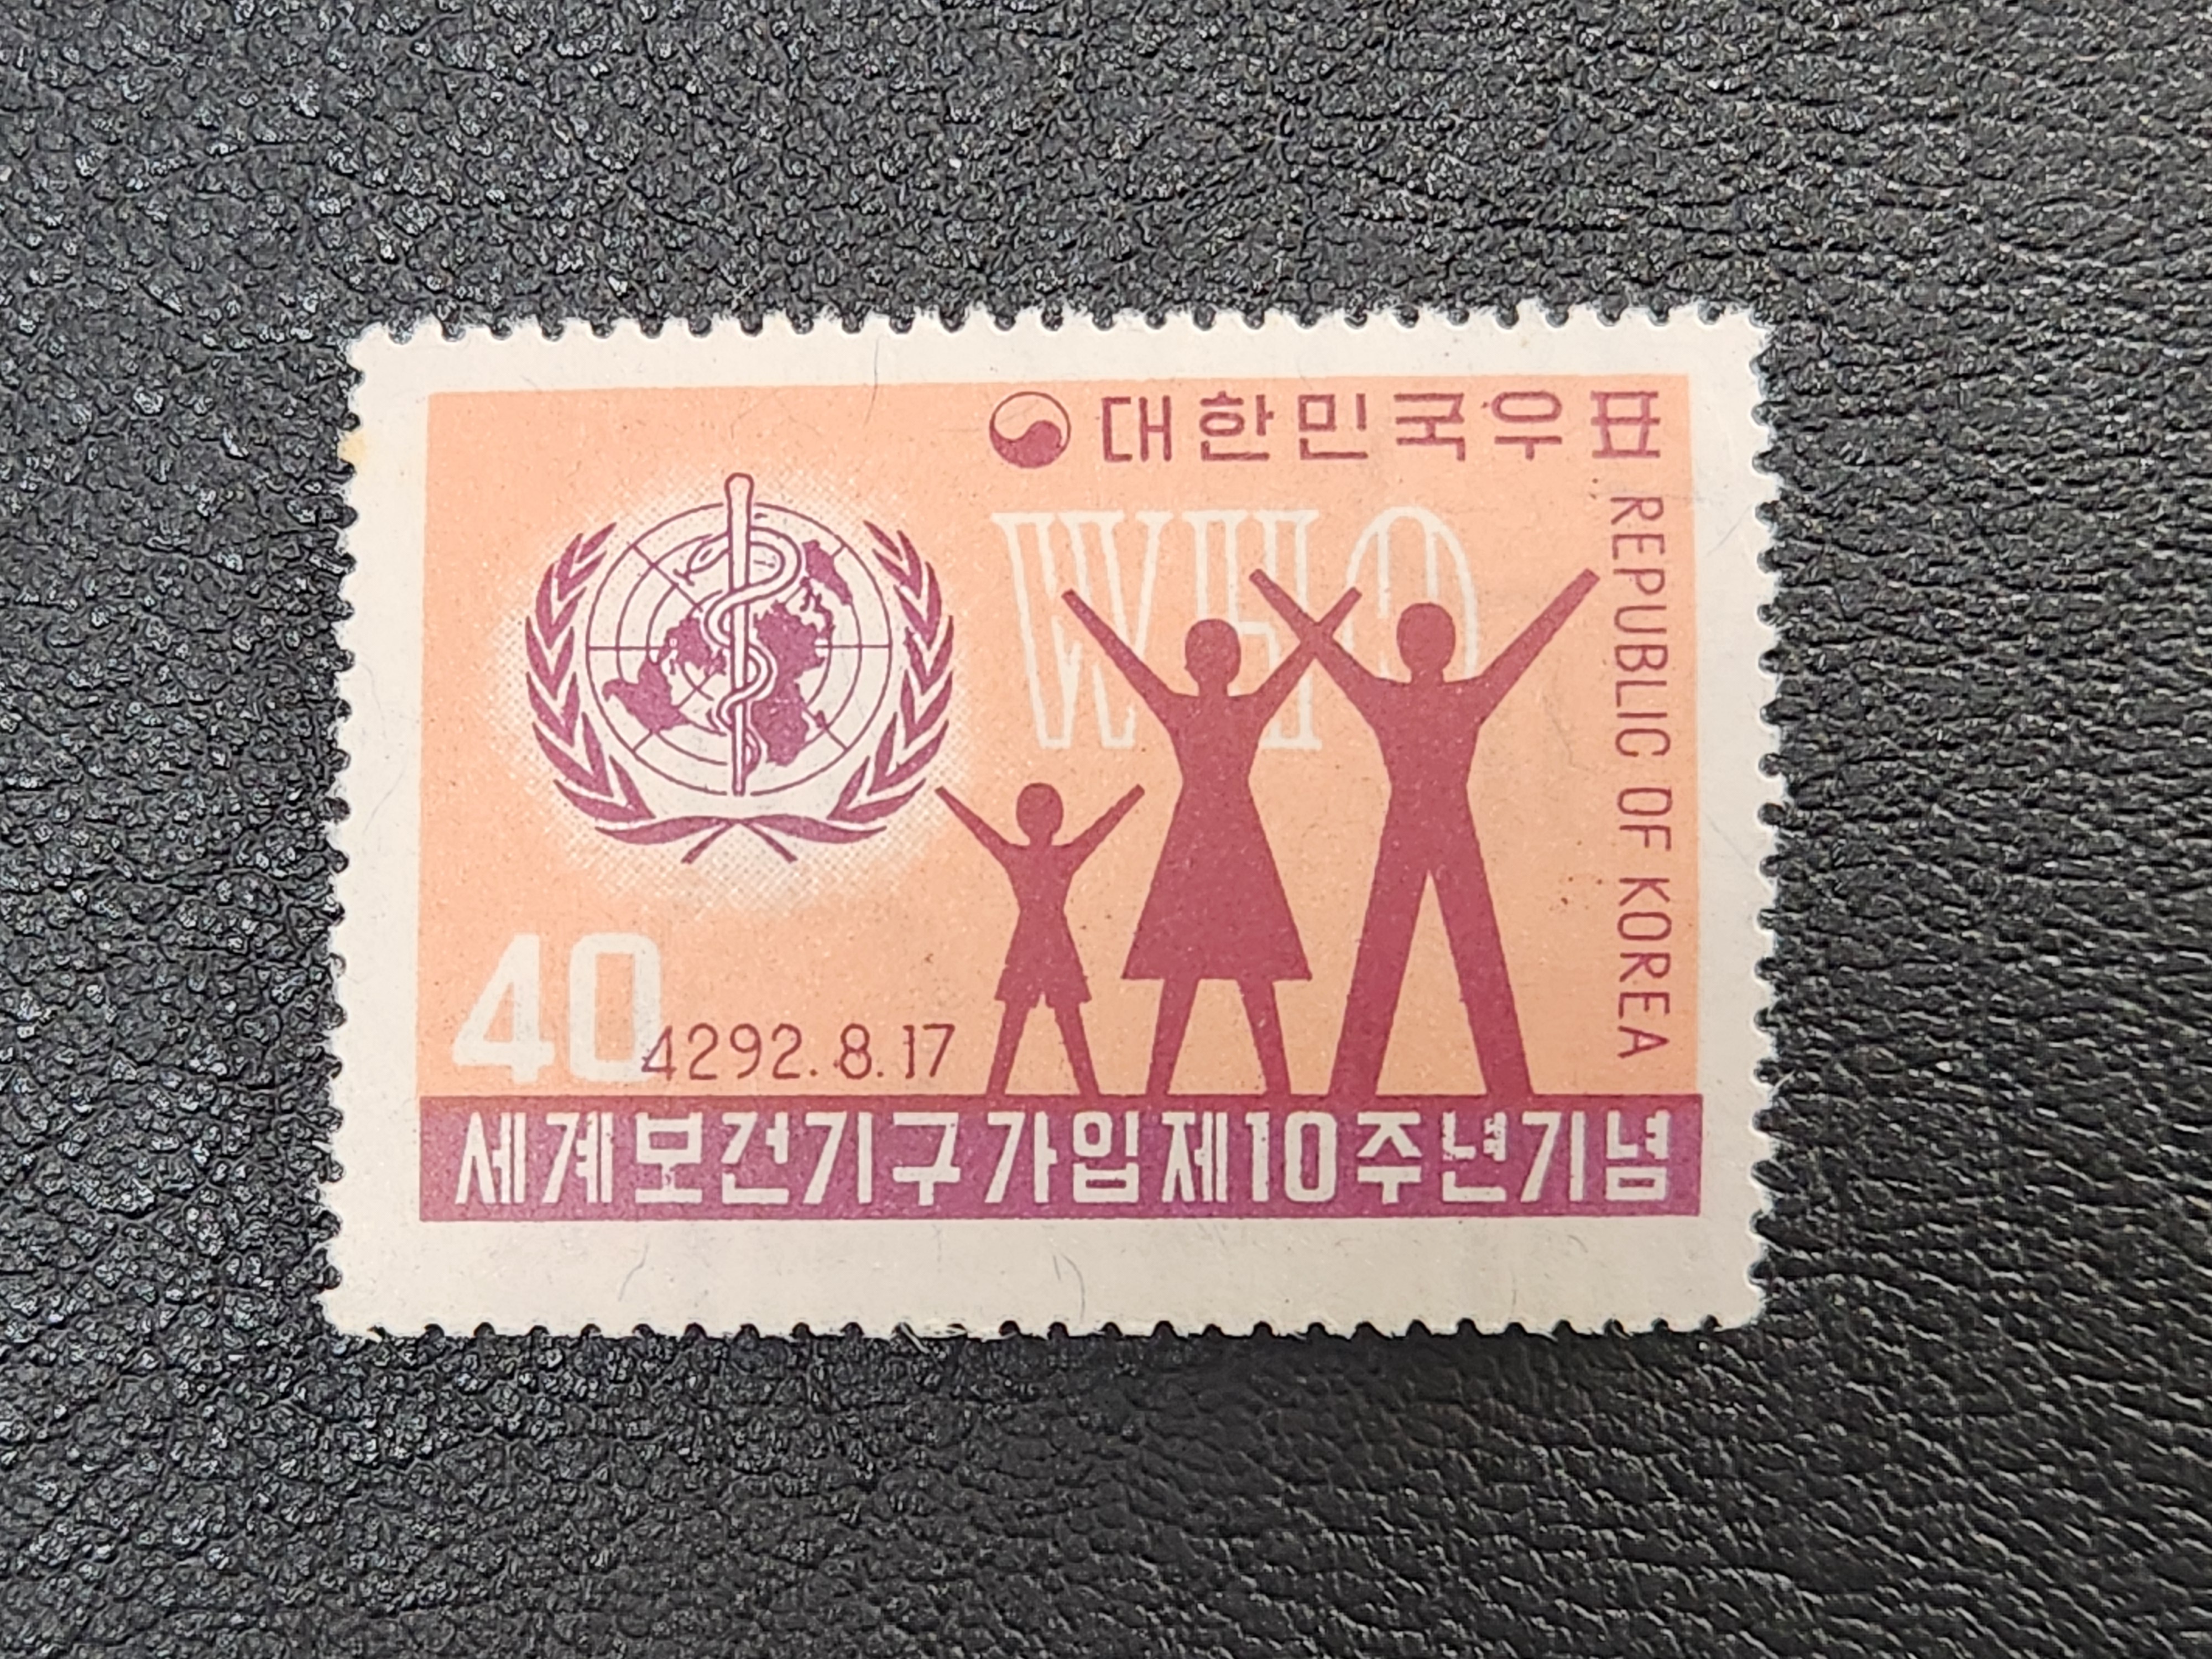 대한민국우표
WHO
REPUBLIC OF KOREA
40
4292.8.17
세계보건기구가입제10주년기념